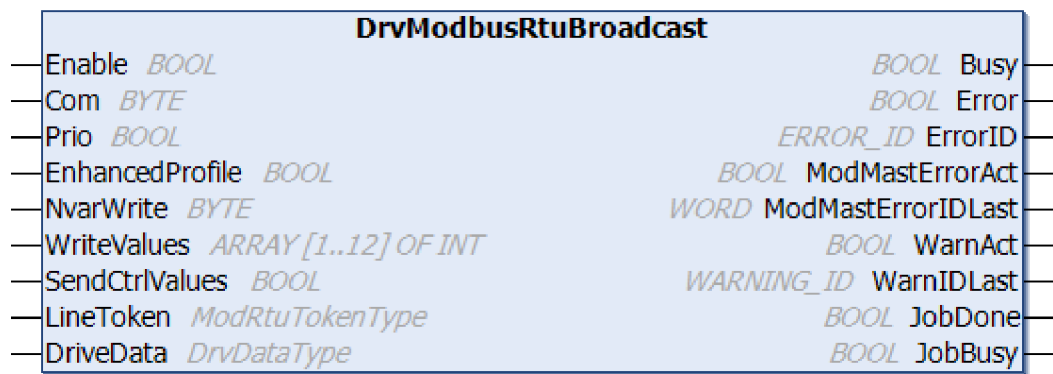 DrvModbusRtuBroadcast
Enable BOOL BOOL Busy
Com BYTE BOOL Error
Prio BOOL ERROR_ID ErrorID
EnhancedProfile BOOL BOOL ModMastErrorAct
NvarWrite BYTE WORD ModMastErrorIDLast
WriteValues ARRAY [1..12] OF INT BOOL WarnAct
SendCtrlValues BOOL WARNING_ID WarnIDLast
LineToken ModRtuTokenType BOOL JobDone
DriveData DrvDataType BOOL JobBusy